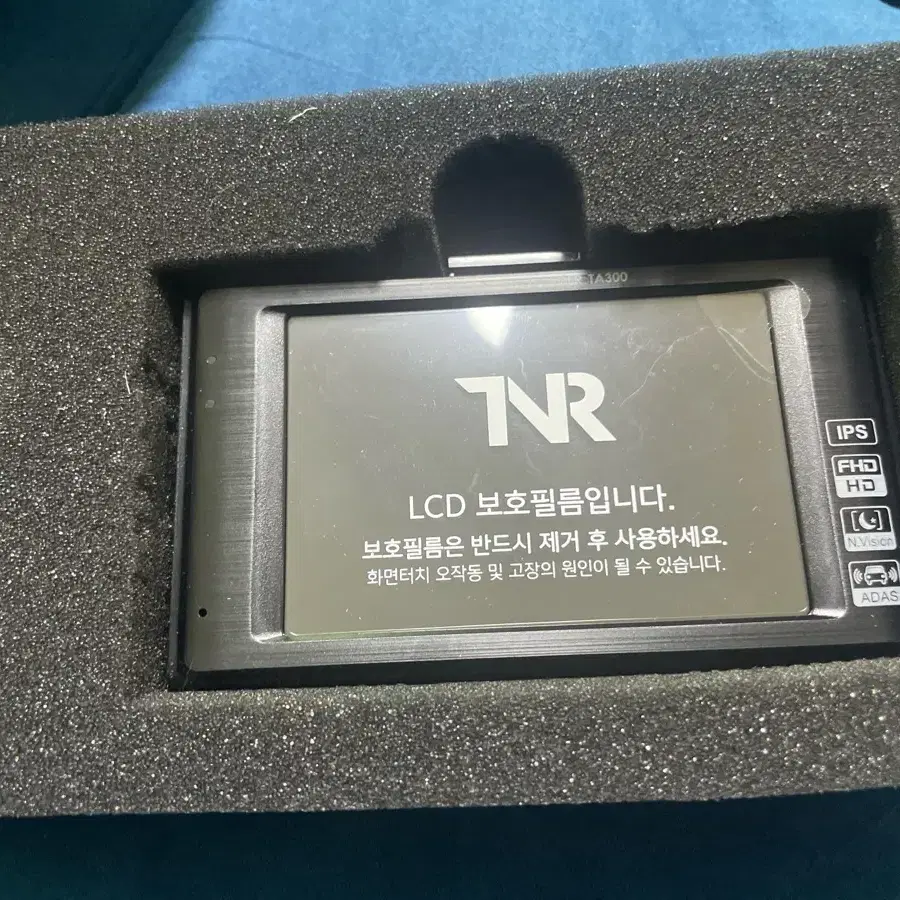 TA300
TNR
LCD 보호필름입니다.
보호필름은 반드시 제거 후 사용하세요.
화면터치 오작동 및 고장의 원인이 될 수 있습니다.
IPS
FHD
HD
N.Vision
ADAS